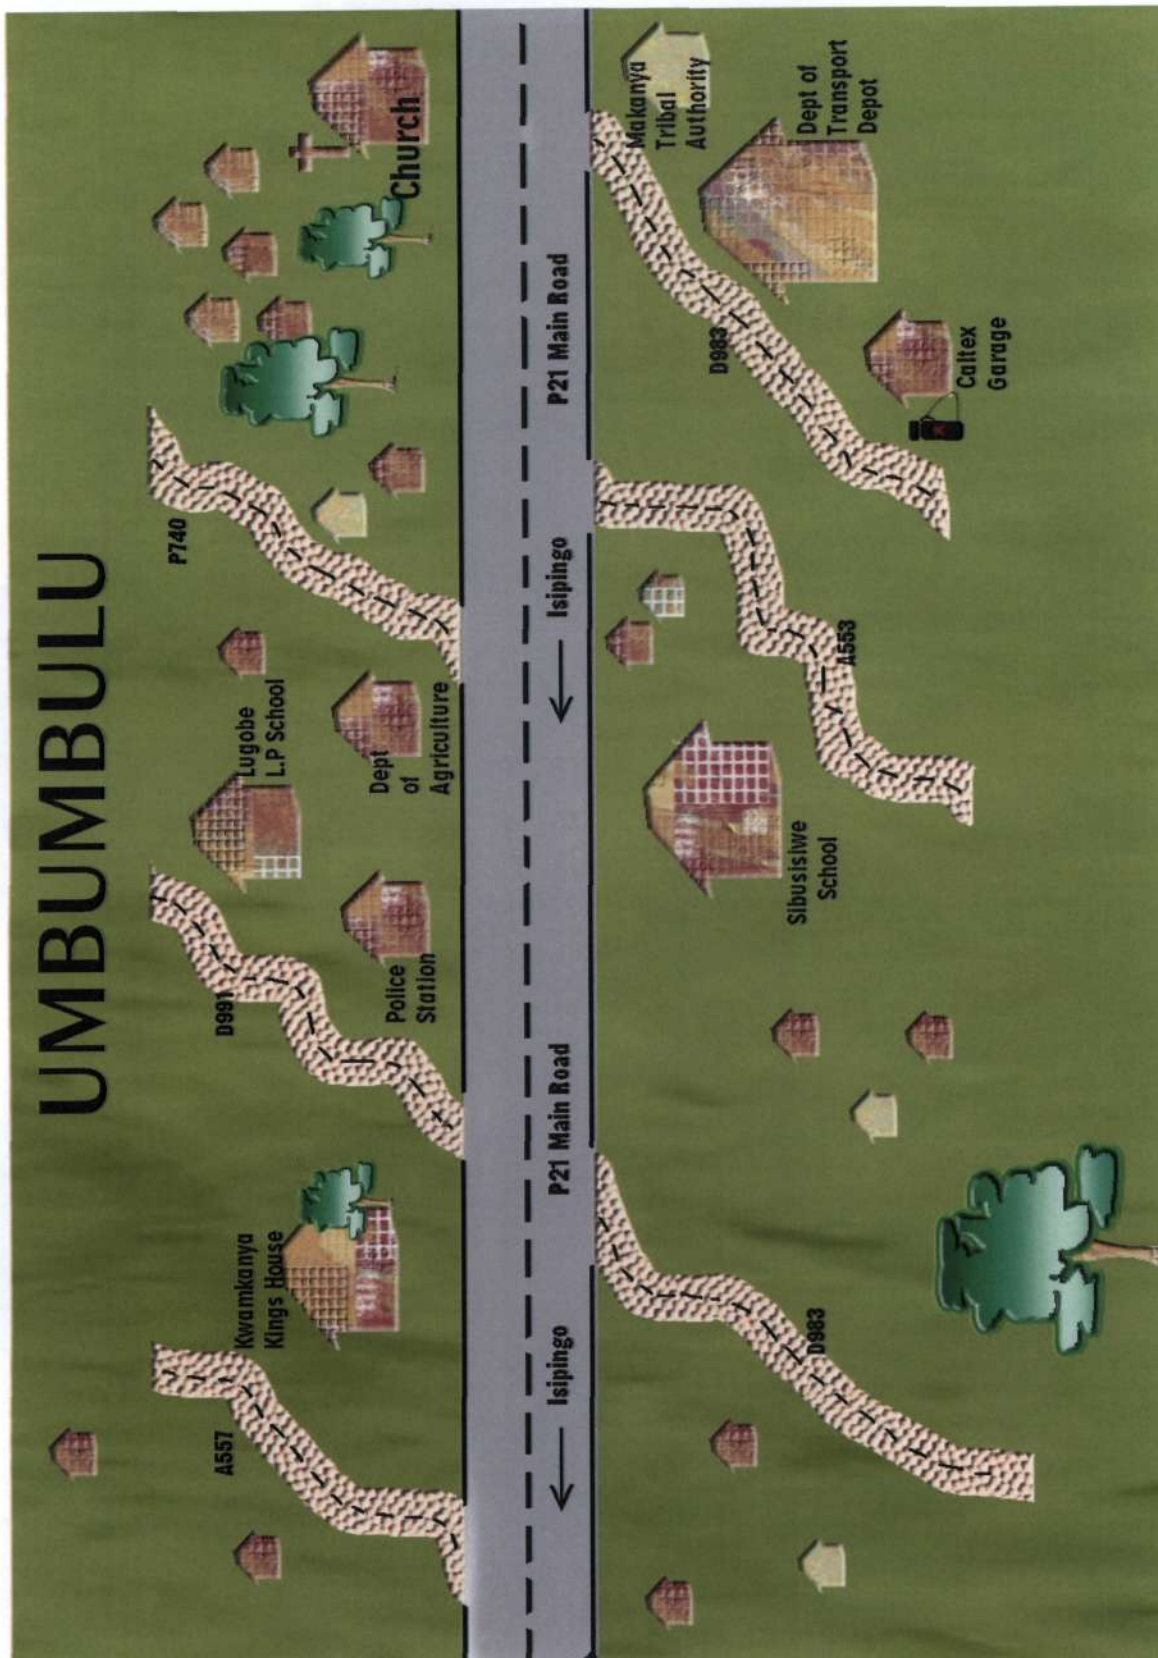 UMBUMBULU
A557
Kwamkanya
Kings House
D991
Police
Station
Lugobe
L.P School
Dept
of
Agriculture
P740
Church
Isipingo
P21 Main Road
Isipingo
P21 Main Road
D983
Sibusisiwe
School
A553
D983
Caltex
Garage
Makanya
Tribal
Authority
Dept of
Transport
Depot